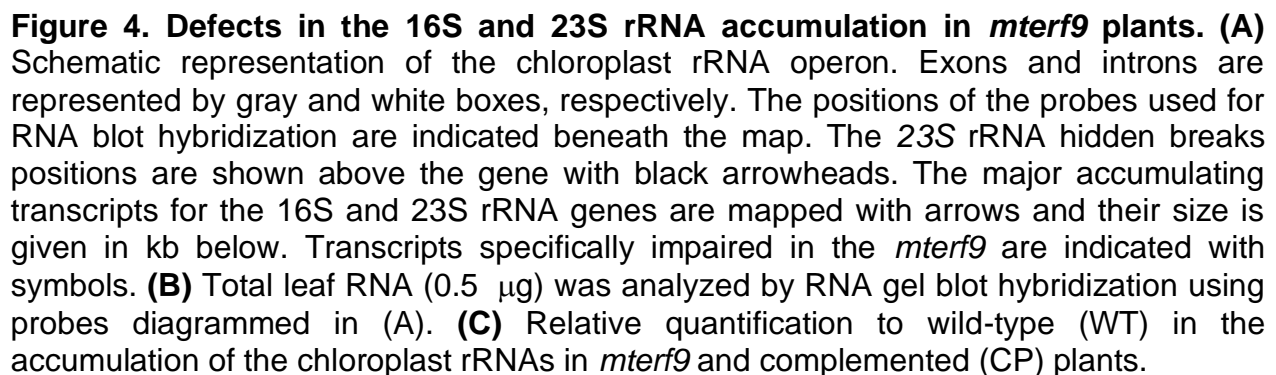 Figure 4. Defects in the 16S and 23S rRNA accumulation in mterf9 plants. (A)
Schematic representation of the chloroplast rRNA operon. Exons and introns are
represented by gray and white boxes, respectively. The positions of the probes used for
RNA blot hybridization are indicated beneath the map. The 23S rRNA hidden breaks
positions are shown above the gene with black arrowheads. The major accumulating
transcripts for the 16S and 23S rRNA genes are mapped with arrows and their size is
given in kb below. Transcripts specifically impaired in the mterf9 are indicated with
symbols. (B) Total leaf RNA (0.5 μg) was analyzed by RNA gel blot hybridization using
probes diagrammed in (A). (C) Relative quantification to wild-type (WT) in the
accumulation of the chloroplast rRNAs in mterf9 and complemented (CP) plants.